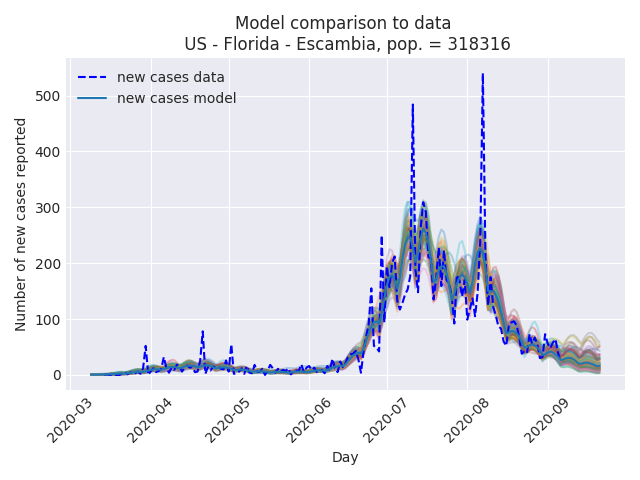 Model comparison to data
US - Florida - Escambia, pop. = 318316
new cases data
new cases model
Number of new cases reported
500
400
300
200
100
0
2020-03
2020-04
2020-05
2020-06
2020-07
2020-08
2020-09
Day